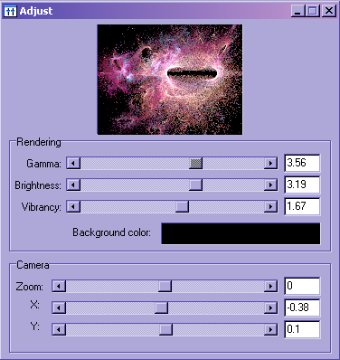 Adjust
Rendering
Gamma: 3.56
Brightness: 3.19
Vibrancy: 1.67
Background color:
Camera
Zoom: 0
X: -0.38
Y: 0.1